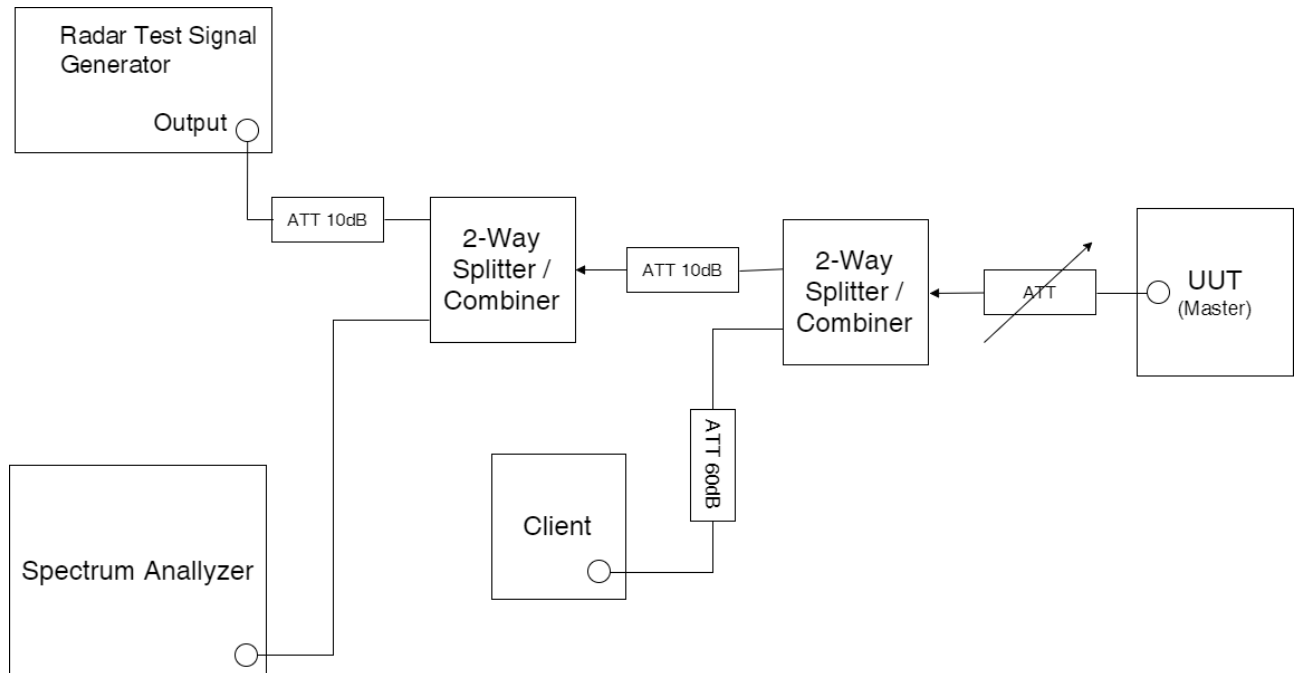 Radar Test Signal
Generator
Output
ATT 10dB
2-Way
Splitter /
Combiner
ATT 10dB
2-Way
Splitter /
Combiner
ATT
UUT
(Master)
ATT 60dB
Client
Spectrum Anallyzer